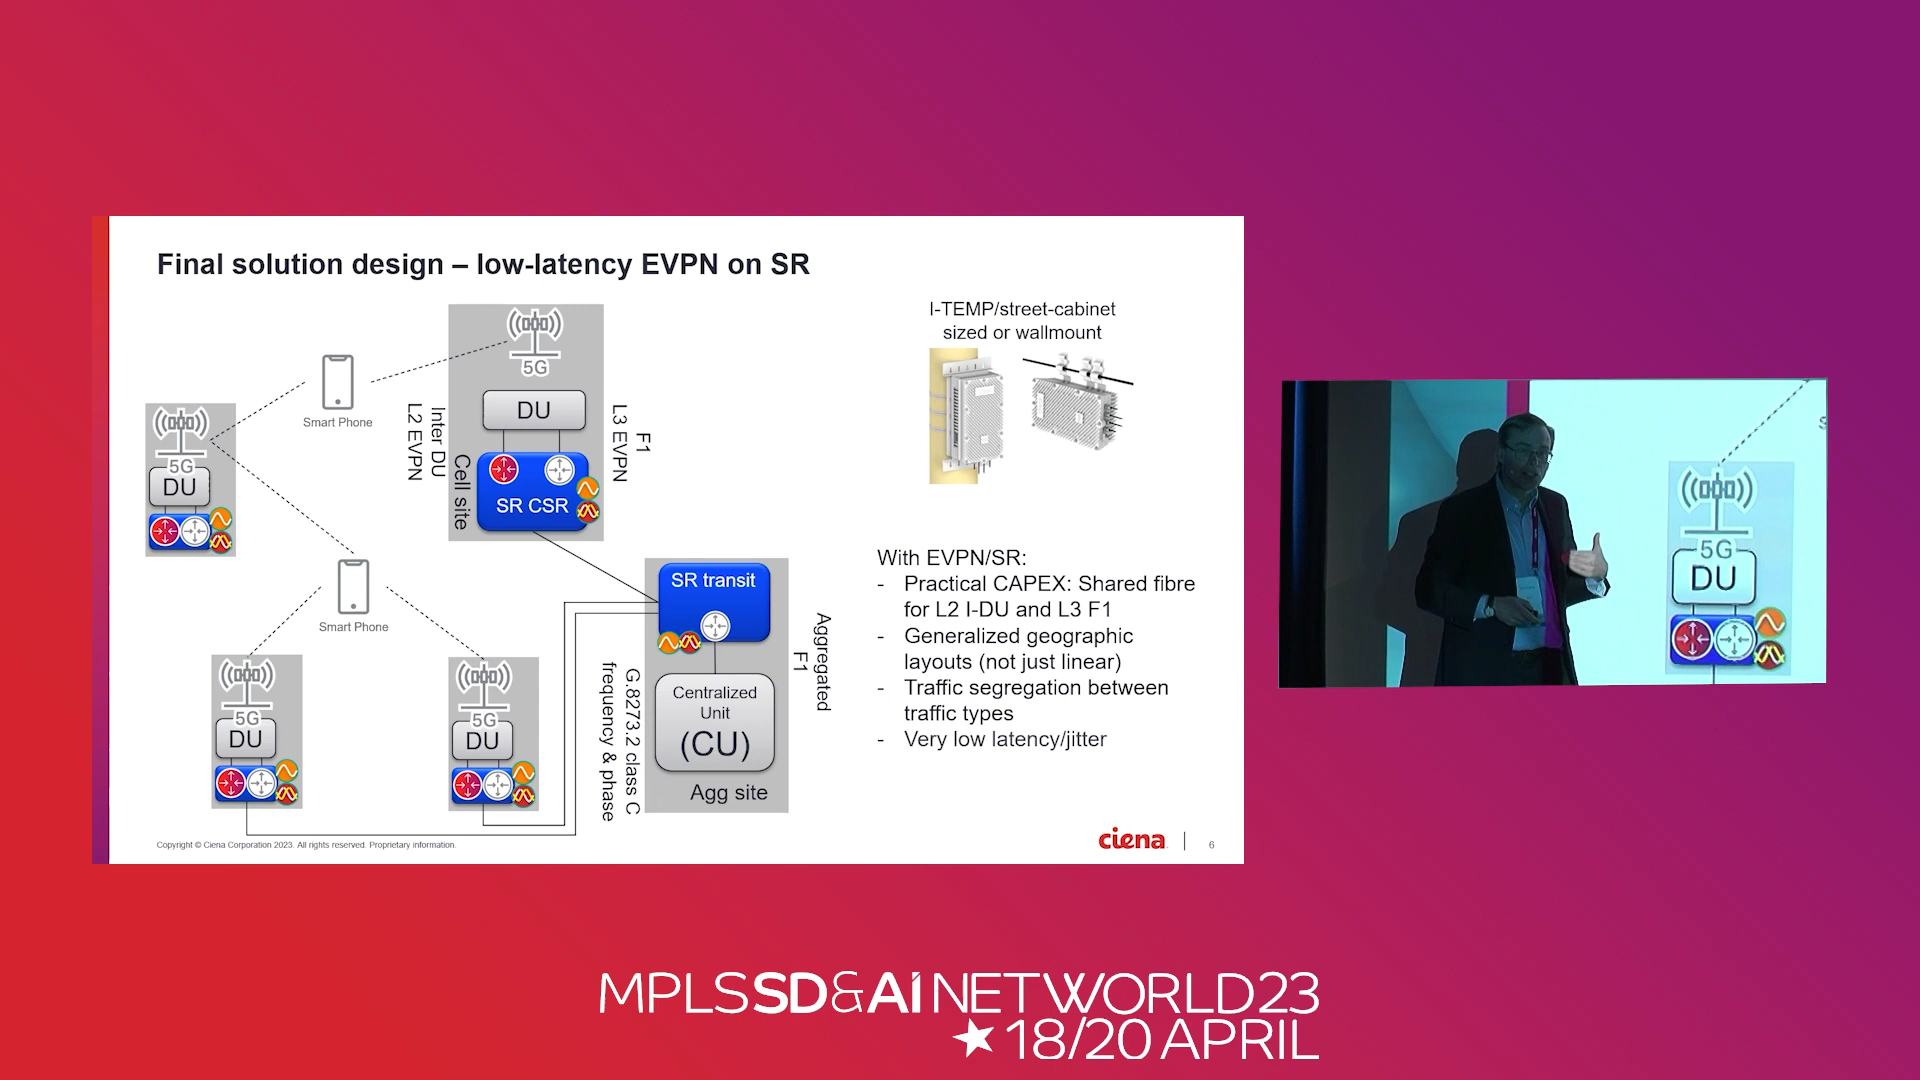 Final solution design – low-latency EVPN on SR
5G
DU
Smart Phone
5G
DU
SR CSR
Cell site
Inter DU
L2 EVPN
F1
L3 EVPN
Smart Phone
5G
DU
5G
DU
SR transit
Centralized
Unit
(CU)
Agg site
Aggregated
F1
G.8273.2 class C
frequency & phase
I-TEMP/street-cabinet
sized or wallmount
With EVPN/SR:
- Practical CAPEX: Shared fibre
for L2 I-DU and L3 F1
- Generalized geographic
layouts (not just linear)
- Traffic segregation between
traffic types
- Very low latency/jitter
Copyright © Ciena Corporation 2023. All rights reserved. Proprietary information.
ciena
6
5G
DU
MPLS SD&AI NET WORLD23
18/20 APRIL